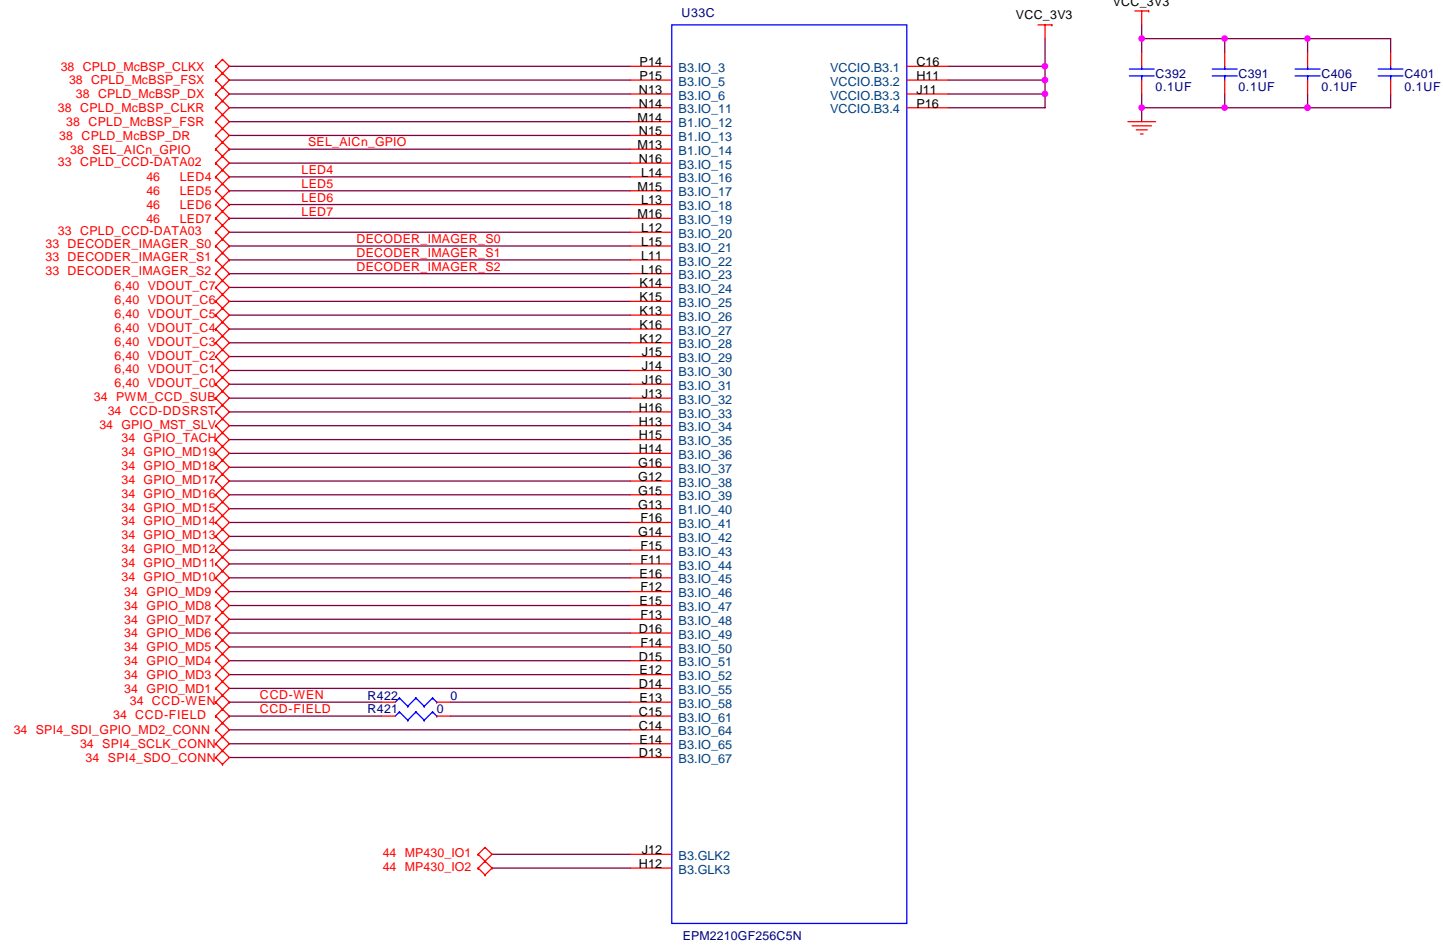 U33C
VCC_3V3
VCC_3V3
38 CPLD_McBSP_CLKX P14 B3.IO_3 VCCIO.B3.1 C16
38 CPLD_McBSP_FSX P15 B3.IO_5 VCCIO.B3.2 H11
38 CPLD_McBSP_DX N13 B3.IO_6 VCCIO.B3.3 J11
38 CPLD_McBSP_CLKR N14 B3.IO_11 VCCIO.B3.4 P16
38 CPLD_McBSP_FSR M14 B1.IO_12
38 CPLD_McBSP_DR N15 B1.IO_13
38 SEL_AICn_GPIO SEL_AICn_GPIO M13 B1.IO_14
33 CPLD_CCD-DATA02 N16 B3.IO_15
46 LED4 LED4 L14 B3.IO_16
46 LED5 LED5 M15 B3.IO_17
46 LED6 LED6 L13 B3.IO_18
46 LED7 LED7 M16 B3.IO_19
33 CPLD_CCD-DATA03 L12 B3.IO_20
33 DECODER_IMAGER_S0 DECODER_IMAGER_S0 L15 B3.IO_21
33 DECODER_IMAGER_S1 DECODER_IMAGER_S1 L11 B3.IO_22
33 DECODER_IMAGER_S2 DECODER_IMAGER_S2 L16 B3.IO_23
6,40 VDOUT_C7 K14 B3.IO_24
6,40 VDOUT_C6 K15 B3.IO_25
6,40 VDOUT_C5 K13 B3.IO_26
6,40 VDOUT_C4 K16 B3.IO_27
6,40 VDOUT_C3 K12 B3.IO_28
6,40 VDOUT_C2 J15 B3.IO_29
6,40 VDOUT_C1 J14 B3.IO_30
6,40 VDOUT_C0 J16 B3.IO_31
34 PWM_CCD_SUB J13 B3.IO_32
34 CCD-DDSRST H16 B3.IO_33
34 GPIO_MST_SLV H13 B3.IO_34
34 GPIO_TACH H15 B3.IO_35
34 GPIO_MD19 H14 B3.IO_36
34 GPIO_MD18 G16 B3.IO_37
34 GPIO_MD17 G12 B3.IO_38
34 GPIO_MD16 G15 B3.IO_39
34 GPIO_MD15 G13 B1.IO_40
34 GPIO_MD14 F16 B3.IO_41
34 GPIO_MD13 G14 B3.IO_42
34 GPIO_MD12 F15 B3.IO_43
34 GPIO_MD11 F11 B3.IO_44
34 GPIO_MD10 E16 B3.IO_45
34 GPIO_MD9 F12 B3.IO_46
34 GPIO_MD8 E15 B3.IO_47
34 GPIO_MD7 F13 B3.IO_48
34 GPIO_MD6 D16 B3.IO_49
34 GPIO_MD5 F14 B3.IO_50
34 GPIO_MD4 D15 B3.IO_51
34 GPIO_MD3 E12 B3.IO_52
34 GPIO_MD1 D14 B3.IO_55
34 CCD-WEN CCD-WEN R422 0 E13 B3.IO_58
34 CCD-FIELD CCD-FIELD R421 0 C15 B3.IO_61
34 SPI4_SDI_GPIO_MD2_CONN C14 B3.IO_64
34 SPI4_SCLK_CONN E14 B3.IO_65
34 SPI4_SDO_CONN D13 B3.IO_67
44 MP430_IO1 J12 B3.GLK2
44 MP430_IO2 H12 B3.GLK3
EPM2210GF256C5N
C392 C391 C406 C401
0.1UF 0.1UF 0.1UF 0.1UF